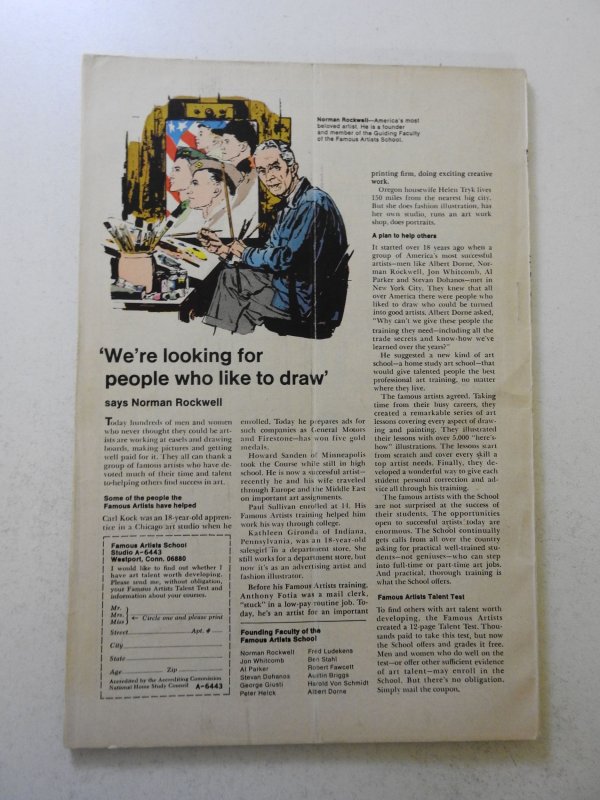 Norman Rockwell—America's most
beloved artist. He is a founder
and member of the Guiding Faculty
of the Famous Artists School.
'We're looking for
people who like to draw'
says Norman Rockwell
Today hundreds of men and women
who never thought they could be art-
ists are working at easels and drawing
boards, making pictures and getting
well paid for it. They all can thank a
group of famous artists who have de-
voted much of their time and talent
to helping others find success in art.
Some of the people the
Famous Artists have helped
Carl Kock was an 18-year-old appren-
tice in a Chicago art studio when he
enrolled. Today he prepares ads for
such companies as General Motors
and Firestone—has won five gold
medals.
Howard Sanden of Minneapolis
took the Course while still in high
school. He is now a successful artist—
recently he and his wife traveled
through Europe and the Middle East
on important art assignments.
Paul Sullivan enrolled at 14. His
Famous Artists training helped him
work his way through college.
Kathleen Gironda of Indiana,
Pennsylvania, was an 18-year-old
salesgirl in a department store. She
still works for a department store, but
now it's as an advertising artist and
fashion illustrator.
Before his Famous Artists training,
Anthony Fotia was a mail clerk,
"stuck" in a low-pay routine job. To-
day, he's an artist for an important
printing firm, doing exciting creative
work.
Oregon housewife Helen Tryk lives
150 miles from the nearest big city.
But she does fashion illustration, has
her own studio, runs an art work
shop, does portraits.
A plan to help others
It started over 18 years ago when a
group of America's most successful
artists—men like Albert Dorne, Nor-
man Rockwell, Jon Whitcomb, Al
Parker and Stevan Dohanos—met in
New York City. They knew that all
over America there were people who
liked to draw who could be turned
into good artists. Albert Dorne asked,
"Why can't we give these people the
training they need—including all the
trade secrets and know-how we've
learned over the years?"
He suggested a new kind of art
school—a home study art school—that
would give talented people the best
professional art training, no matter
where they live.
The famous artists agreed. Taking
time from their busy careers, they
created a remarkable series of art
lessons covering every aspect of draw-
ing and painting. They illustrated
their lessons with over 5,000 "here's-
how" illustrations. The lessons start
from scratch and cover every skill a
top artist needs. Finally, they de-
veloped a wonderful way to give each
student personal correction and ad-
vice all through his training.
The famous artists with the School
are not surprised at the success of
their students. The opportunities
open to successful artists today are
enormous. The School continually
gets calls from all over the country
asking for practical well-trained stu-
dents—not geniuses—who can step
into full-time or part-time art jobs.
And practical, thorough training is
what the School offers.
Famous Artists Talent Test
To find others with art talent worth
developing, the Famous Artists
created a 12-page Talent Test. Thou-
sands paid to take this test, but now
the School offers and grades it free.
Men and women who do well on the
test—or offer other sufficient evidence
of art talent—may enroll in the
School. But there's no obligation.
Simply mail the coupon.
Famous Artists School
Studio A-6443
Westport, Conn. 06880
I would like to find out whether I
have art talent worth developing.
Please send me, without obligation,
your Famous Artists Talent Test and
information about your courses.
Mr.
Mrs. ← Circle one and please print
Miss
Street Apt. #
City
State
Age Zip
Accredited by the Accrediting Commission
National Home Study Council A-6443
Founding Faculty of the
Famous Artists School
Norman Rockwell
Jon Whitcomb
Al Parker
Stevan Dohanos
George Giusti
Peter Helck
Fred Ludekens
Ben Stahl
Robert Fawcett
Austin Briggs
Harold Von Schmidt
Albert Dorne